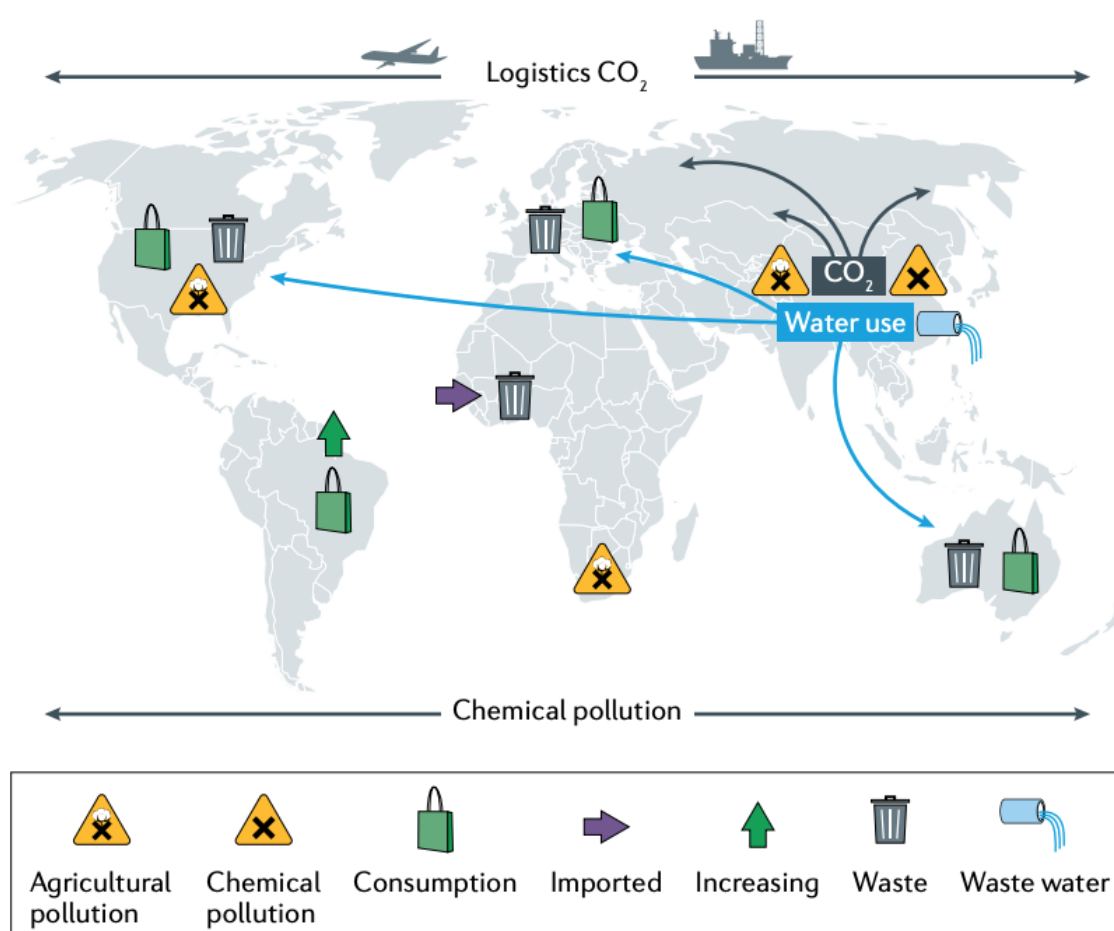 Logistics CO₂
CO₂
Water use
Chemical pollution
Agricultural
pollution
Chemical
pollution
Consumption
Imported
Increasing
Waste
Waste water